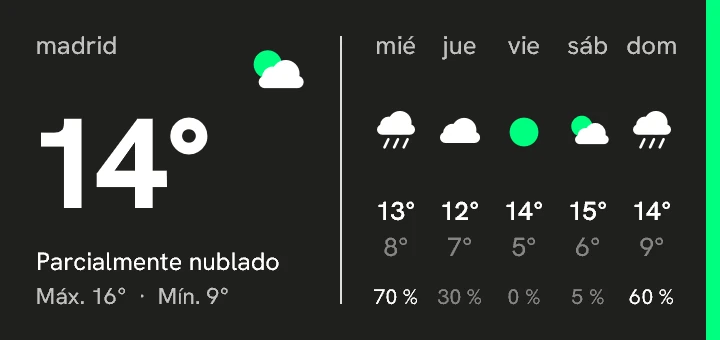 madrid
14°
Parcialmente nublado
Máx. 16° · Mín. 9°
mié jue vie sáb dom
13° 12° 14° 15° 14°
8° 7° 5° 6° 9°
70 % 30 % 0 % 5 % 60 %